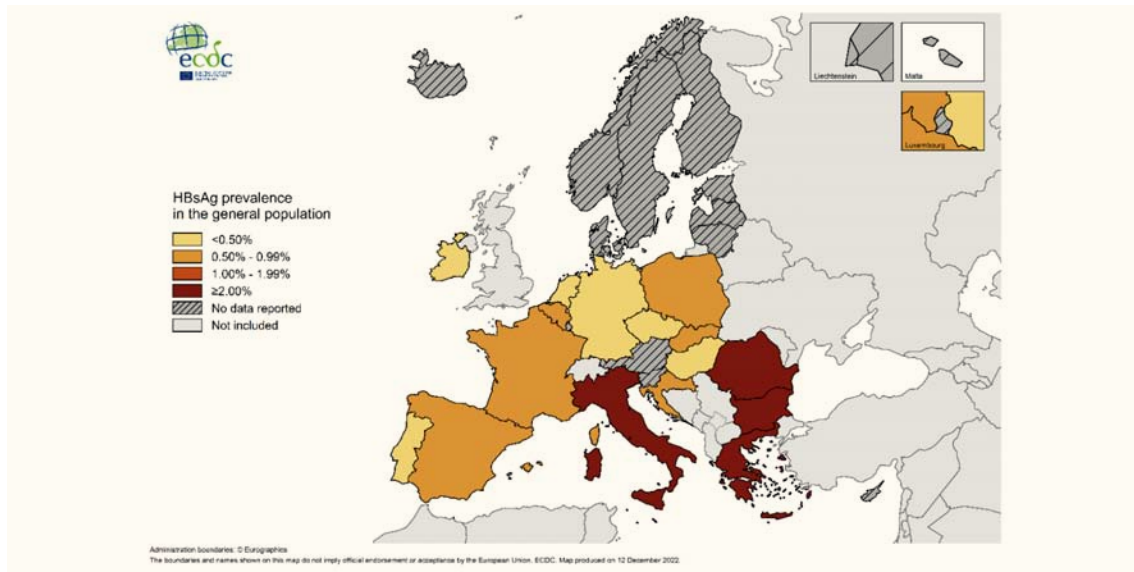 ecdc
Liechtenstein
Malta
Luxembourg
HBsAg prevalence
in the general population
<0.50%
0.50% - 0.99%
1.00% - 1.99%
≥2.00%
No data reported
Not included
Administration boundaries: © Eurographics
The boundaries and names shown on this map do not imply official endorsement or acceptance by the European Union. ECDC. Map produced on 12 December 2022.